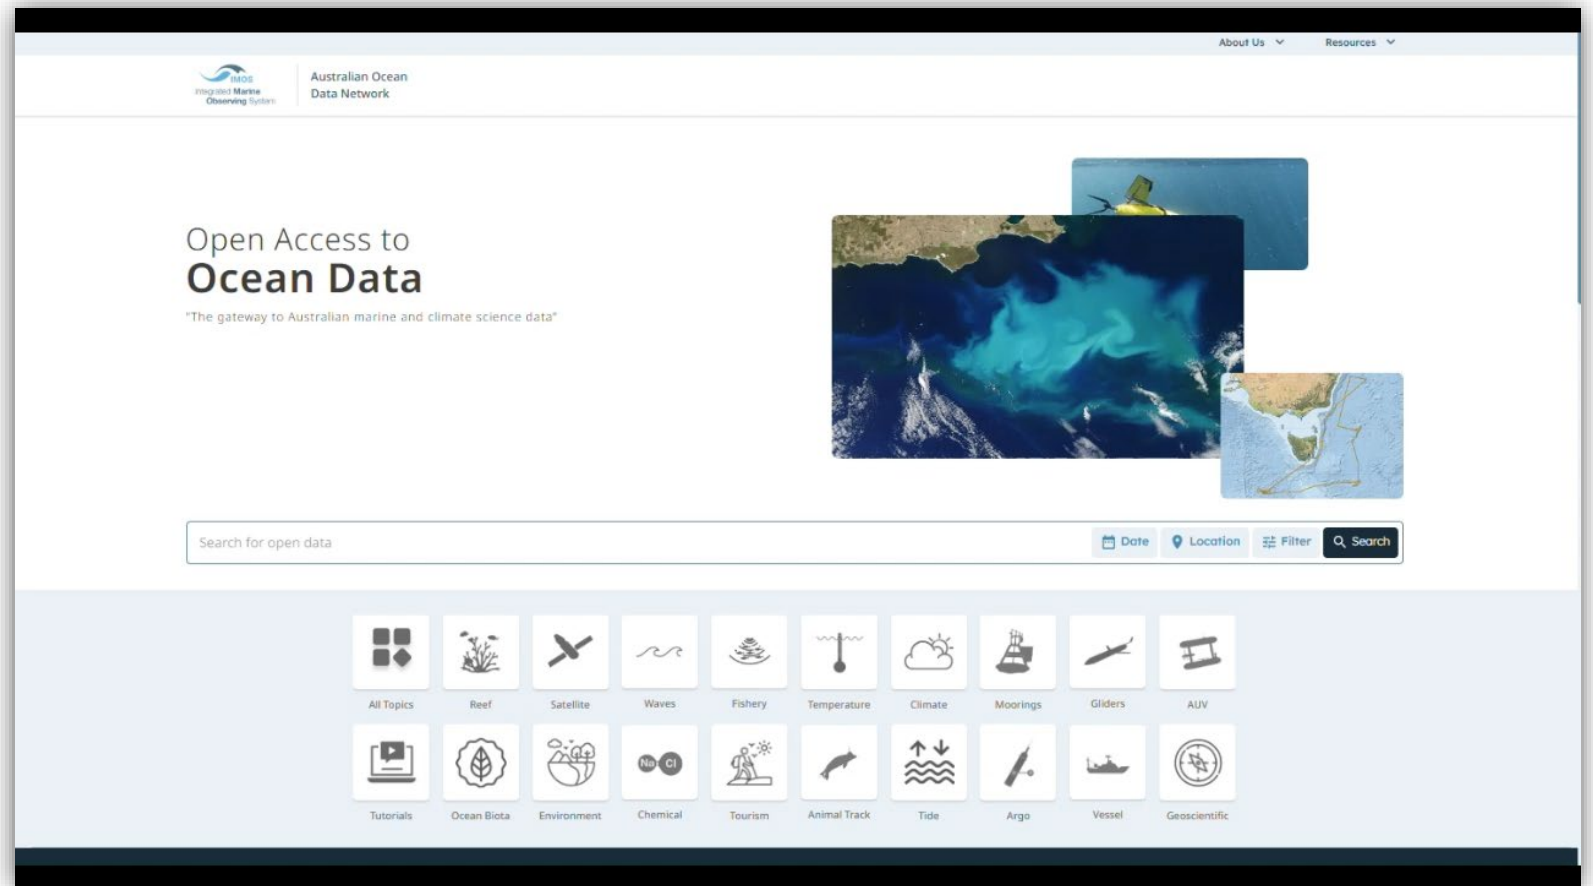 About Us
Resources
IMOS
Integrated Marine
Observing System
Australian Ocean
Data Network
Open Access to
Ocean Data
"The gateway to Australian marine and climate science data"
Search for open data
Date
Location
Filter
Search
All Topics
Reef
Satellite
Waves
Fishery
Temperature
Climate
Moorings
Gliders
AUV
Na Cl
Tutorials
Ocean Biota
Environment
Chemical
Tourism
Animal Track
Tide
Argo
Vessel
Geoscientific